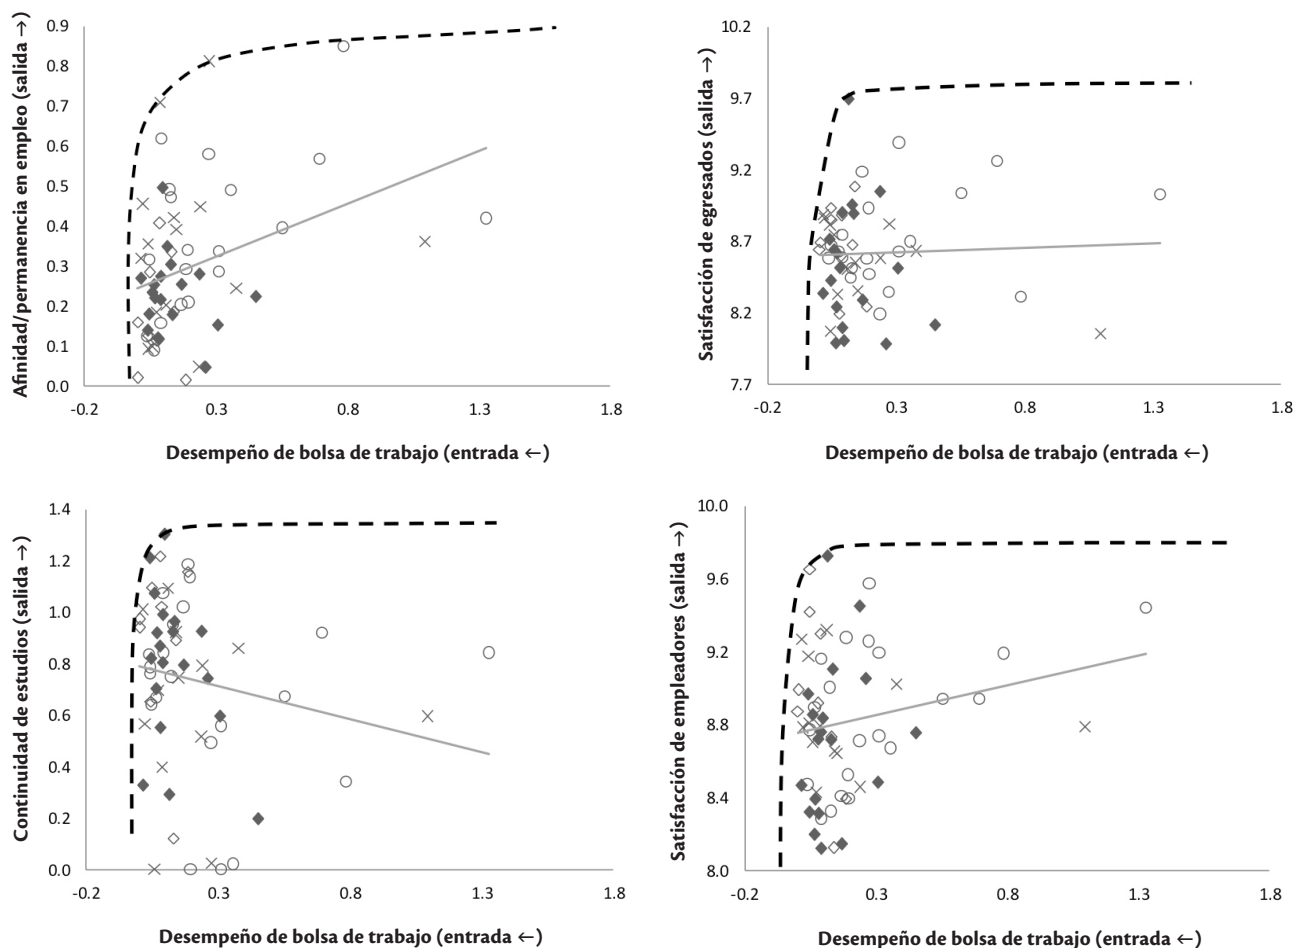 Afinidad/permanencia en empleo (salida →)
0.9
0.8
0.7
0.6
0.5
0.4
0.3
0.2
0.1
0.0
-0.2 0.3 0.8 1.3 1.8
Desempeño de bolsa de trabajo (entrada ←)
Satisfacción de egresados (salida →)
10.2
9.7
9.2
8.7
8.2
7.7
-0.2 0.3 0.8 1.3 1.8
Desempeño de bolsa de trabajo (entrada ←)
Continuidad de estudios (salida →)
1.4
1.2
1.0
0.8
0.6
0.4
0.2
0.0
-0.2 0.3 0.8 1.3 1.8
Desempeño de bolsa de trabajo (entrada ←)
Satisfacción de empleadores (salida →)
10.0
9.6
9.2
8.8
8.4
8.0
-0.2 0.3 0.8 1.3 1.8
Desempeño de bolsa de trabajo (entrada ←)